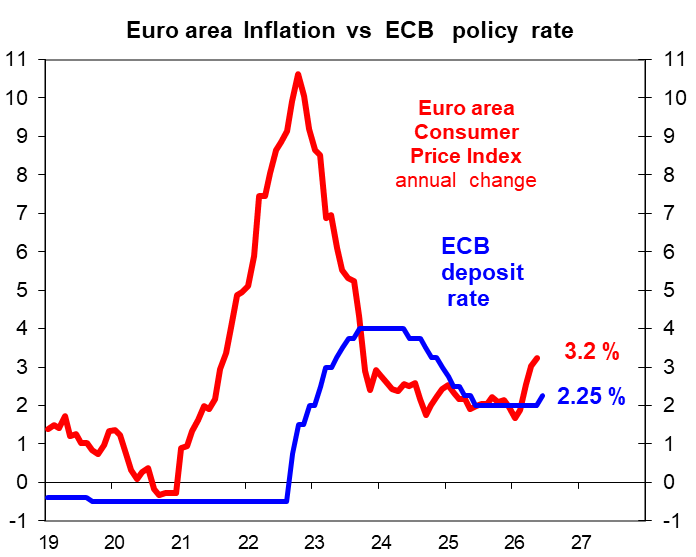 Euro area Inflation vs ECB policy rate
11 11
10 10
9 9
8 8
7 7
6 6
5 5
4 4
3 3
2 2
1 1
0 0
-1 -1
Euro area
Consumer
Price Index
annual change
ECB
deposit
rate
3.2 %
2.25 %
19 20 21 22 23 24 25 26 27